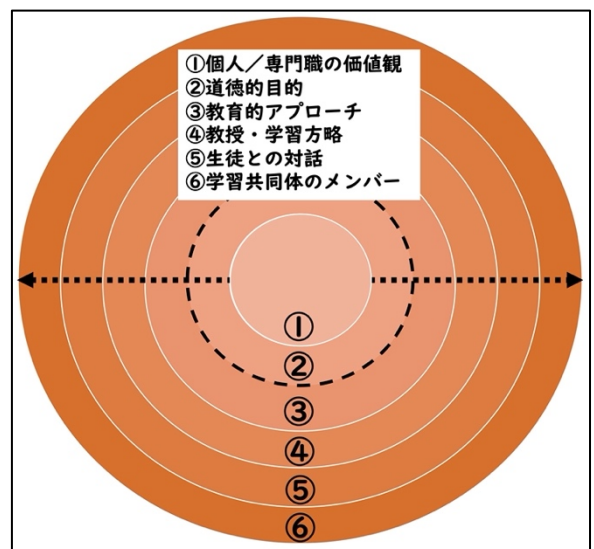 ①個人／専門職の価値観
②道徳的目的
③教育的アプローチ
④教授・学習方略
⑤生徒との対話
⑥学習共同体のメンバー
①
②
③
④
⑤
⑥